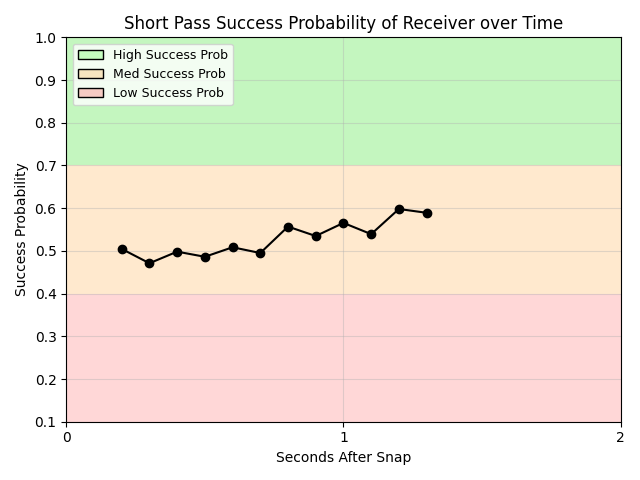 Short Pass Success Probability of Receiver over Time
High Success Prob
Med Success Prob
Low Success Prob
Success Probability
1.0
0.9
0.8
0.7
0.6
0.5
0.4
0.3
0.2
0.1
0 1 2
Seconds After Snap